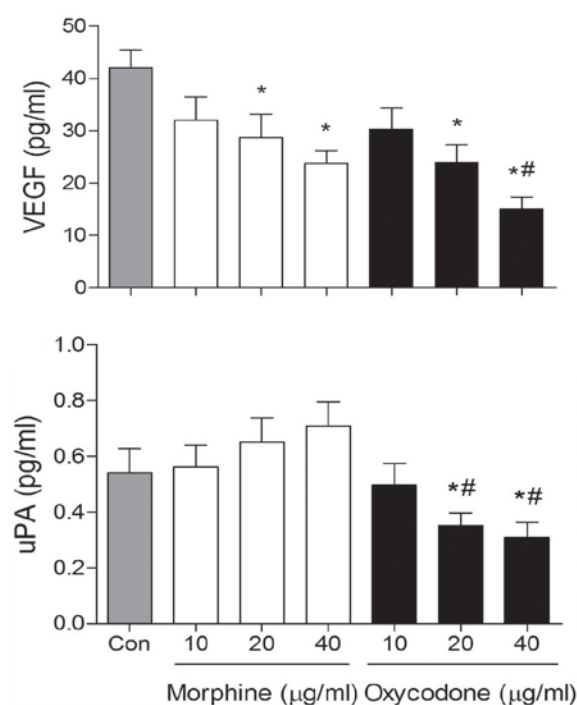 50
40
30
20
10
0
VEGF (pg/ml)
* * * *#
1.0
0.8
0.6
0.4
0.2
0.0
uPA (pg/ml)
*# *#
Con 10 20 40 10 20 40
Morphine (μg/ml) Oxycodone (μg/ml)